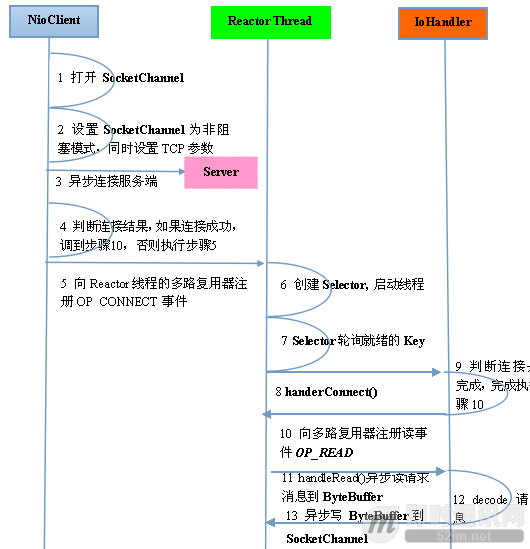 NioClient
Reactor Thread
IoHandler
1 打开 SocketChannel
2 设置 SocketChannel 为非阻
塞模式，同时设置 TCP 参数
Server
3 异步连接服务端
4 判断连接结果，如果连接成功，
调到步骤10，否则执行步骤5
5 向 Reactor 线程的多路复用器注
册 OP_CONNECT 事件
6 创建 Selector, 启动线程
7 Selector 轮询就绪的 Key
8 handerConnect()
9 判断连接
完成，完成执
骤 10
10 向多路复用器注册读事
件 OP_READ
11 handleRead()异步读请求
消息到 ByteBuffer
12 decode 请
息
13 异步写 ByteBuffer 到
SocketChannel
52im.net